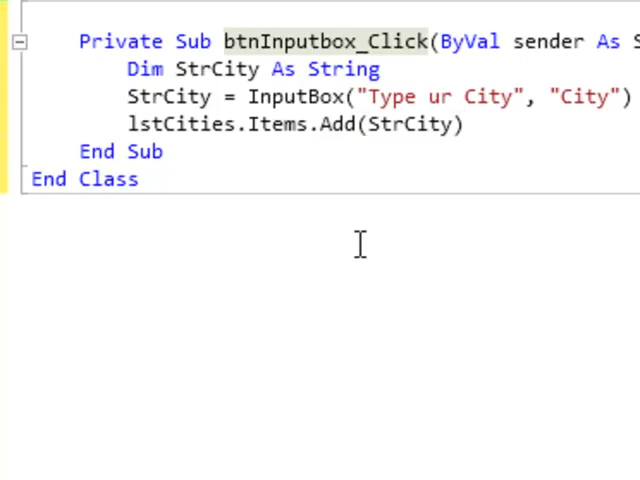 Private Sub btnInputbox_Click(ByVal sender As S
Dim StrCity As String
StrCity = InputBox("Type ur City", "City")
lstCities.Items.Add(StrCity)
End Sub
End Class